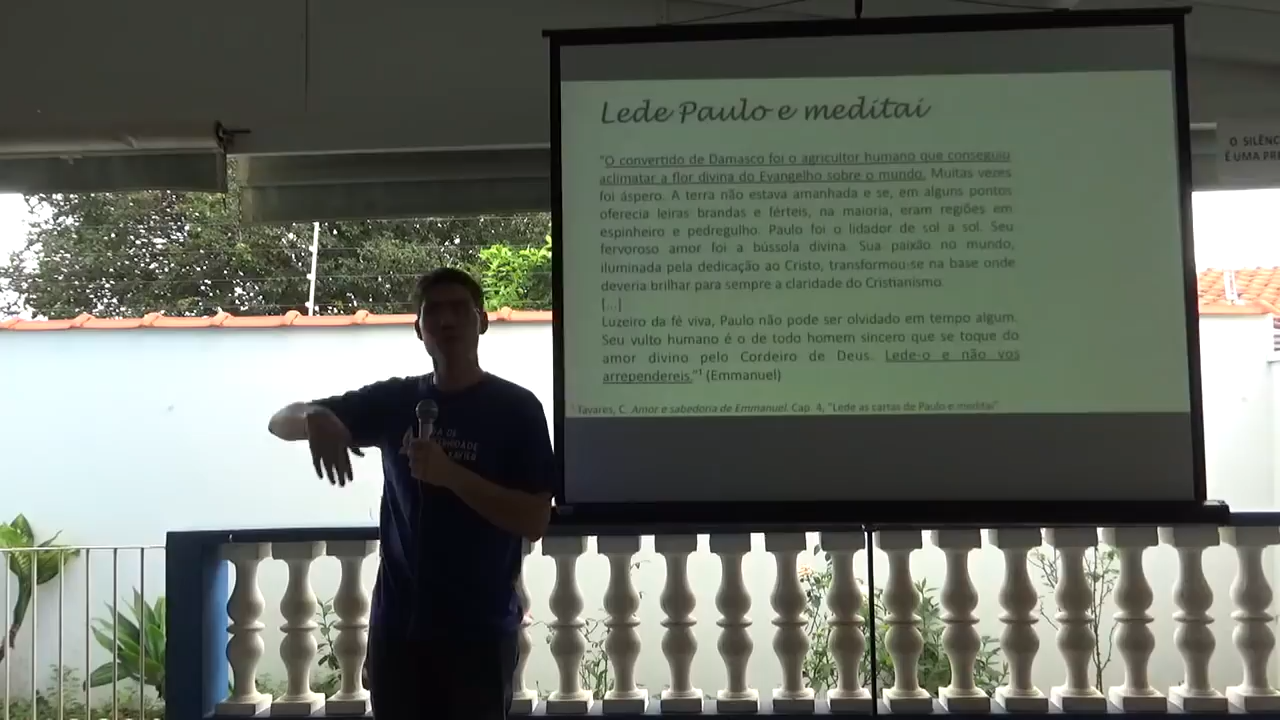 Lede Paulo e meditai
"O convertido de Damasco foi o agricultor humano que conseguiu
aclimatar a flor divina do Evangelho sobre o mundo. Muitas vezes
foi áspero. A terra não estava amanhada e se, em alguns pontos
oferecia leiras brandas e férteis, na maioria, eram regiões em
espinheiro e pedregulho. Paulo foi o lidador de sol a sol. Seu
fervoroso amor foi a bússola divina. Sua paixão no mundo,
iluminada pela dedicação ao Cristo, transformou-se na base onde
deveria brilhar para sempre a claridade do Cristianismo.
[...]
Luzeiro da fé viva, Paulo não pode ser olvidado em tempo algum.
Seu vulto humano é o de todo homem sincero que se toque do
amor divino pelo Cordeiro de Deus. Lede-o e não vos
arrependereis."¹ (Emmanuel)
¹ Tavares, C. Amor e sabedoria de Emmanuel. Cap. 4, "Lede as cartas de Paulo e meditai"
O SILÊNC
É UMA PRE
DE